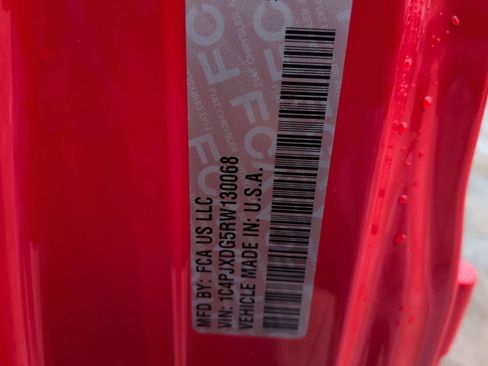 MFD BY: FCA US LLC
VIN: 1C4PJXDG5RW130068
VEHICLE MADE IN: U.S.A.